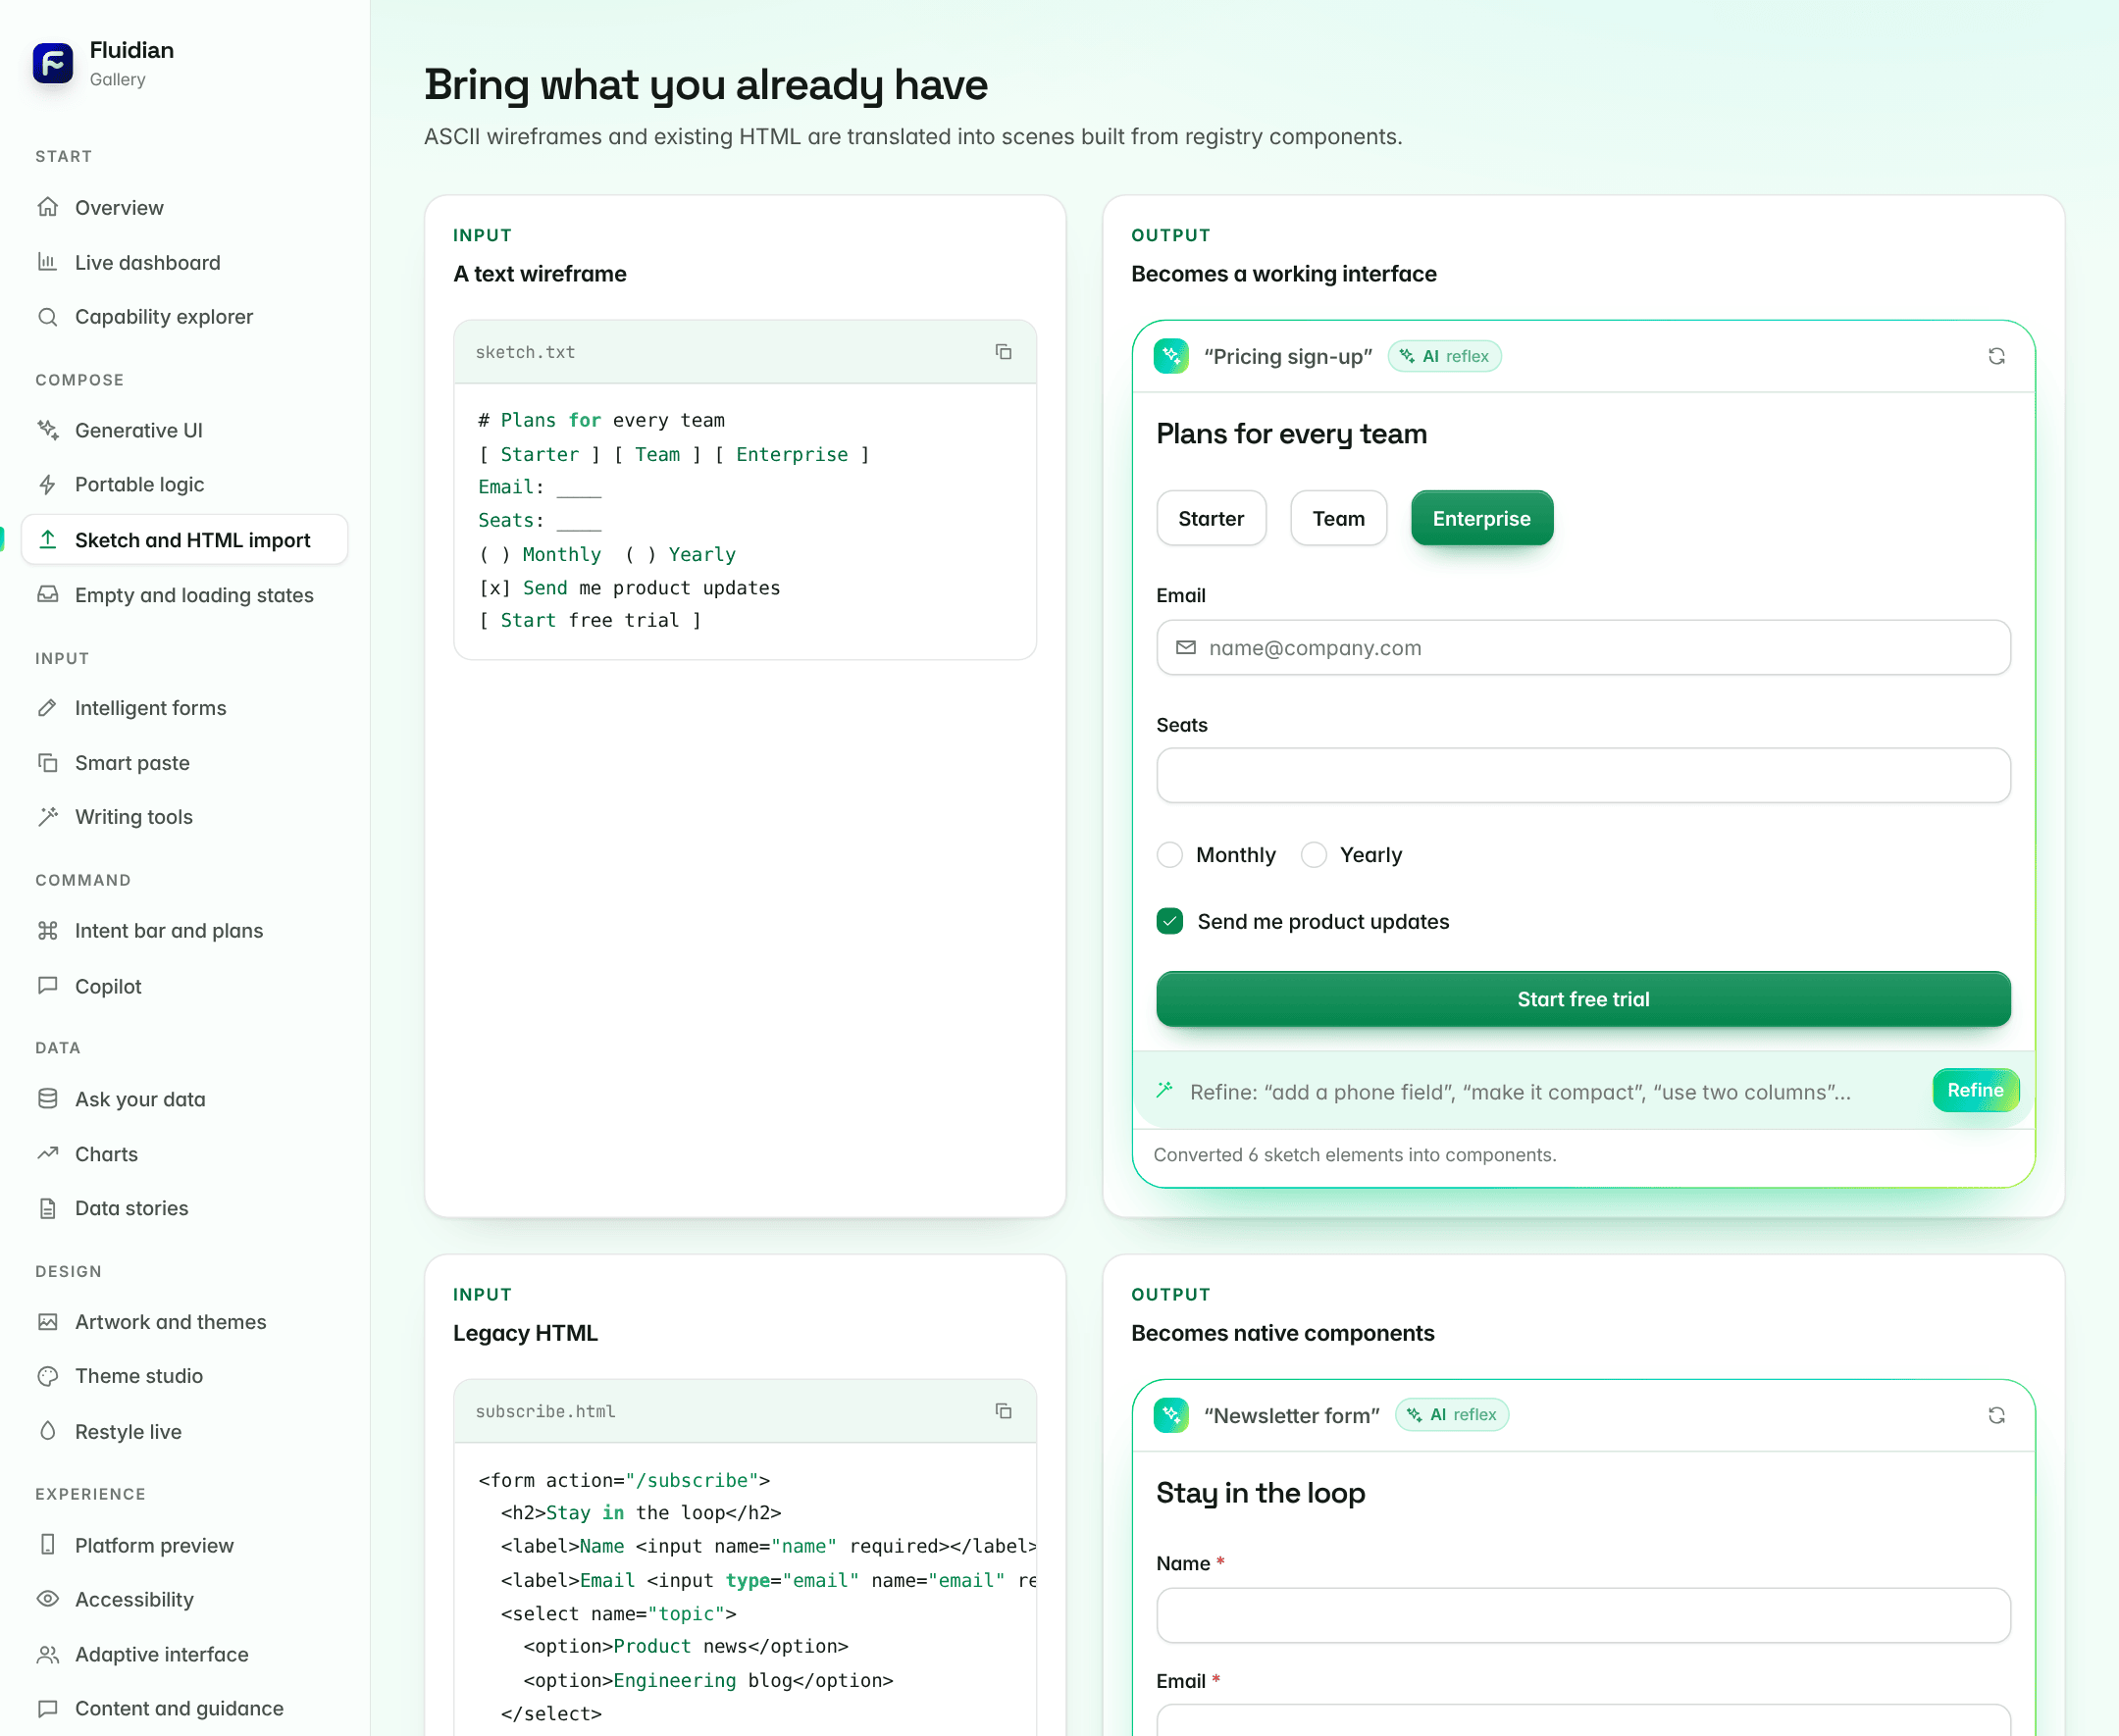 Fluidian
Gallery
START
Overview
Live dashboard
Capability explorer
COMPOSE
Generative UI
Portable logic
Sketch and HTML import
Empty and loading states
INPUT
Intelligent forms
Smart paste
Writing tools
COMMAND
Intent bar and plans
Copilot
DATA
Ask your data
Charts
Data stories
DESIGN
Artwork and themes
Theme studio
Restyle live
EXPERIENCE
Platform preview
Accessibility
Adaptive interface
Content and guidance
Bring what you already have
ASCII wireframes and existing HTML are translated into scenes built from registry components.
INPUT
A text wireframe
sketch.txt
# Plans for every team
[ Starter ] [ Team ] [ Enterprise ]
Email: ____
Seats: ____
( ) Monthly  ( ) Yearly
[x] Send me product updates
[ Start free trial ]
OUTPUT
Becomes a working interface
“Pricing sign-up” AI reflex
Plans for every team
Starter Team Enterprise
Email
name@company.com
Seats
Monthly Yearly
Send me product updates
Start free trial
Refine: “add a phone field”, “make it compact”, “use two columns”... Refine
Converted 6 sketch elements into components.
INPUT
Legacy HTML
subscribe.html
<form action="/subscribe">
  <h2>Stay in the loop</h2>
  <label>Name <input name="name" required></label>
  <label>Email <input type="email" name="email" re
  <select name="topic">
    <option>Product news</option>
    <option>Engineering blog</option>
  </select>
OUTPUT
Becomes native components
“Newsletter form” AI reflex
Stay in the loop
Name *
Email *